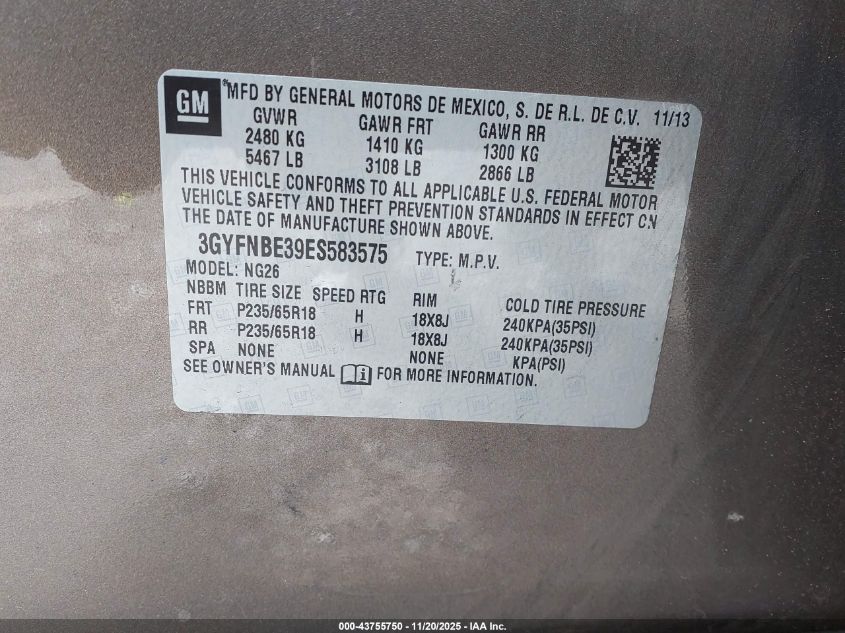 GM
MFD BY GENERAL MOTORS DE MEXICO, S. DE R.L. DE C.V. 11/13
GVWR GAWR FRT GAWR RR
2480 KG 1410 KG 1300 KG
5467 LB 3108 LB 2866 LB
THIS VEHICLE CONFORMS TO ALL APPLICABLE U.S. FEDERAL MOTOR
VEHICLE SAFETY AND THEFT PREVENTION STANDARDS IN EFFECT ON
THE DATE OF MANUFACTURE SHOWN ABOVE.
3GYFNBE39ES583575 TYPE: M.P.V.
MODEL: NG26
NBBM TIRE SIZE SPEED RTG RIM COLD TIRE PRESSURE
FRT P235/65R18 H 18X8J 240KPA(35PSI)
RR P235/65R18 H 18X8J 240KPA(35PSI)
SPA NONE NONE KPA(PSI)
SEE OWNER'S MANUAL FOR MORE INFORMATION.
000-43755750 - 11/20/2025 - IAA Inc.